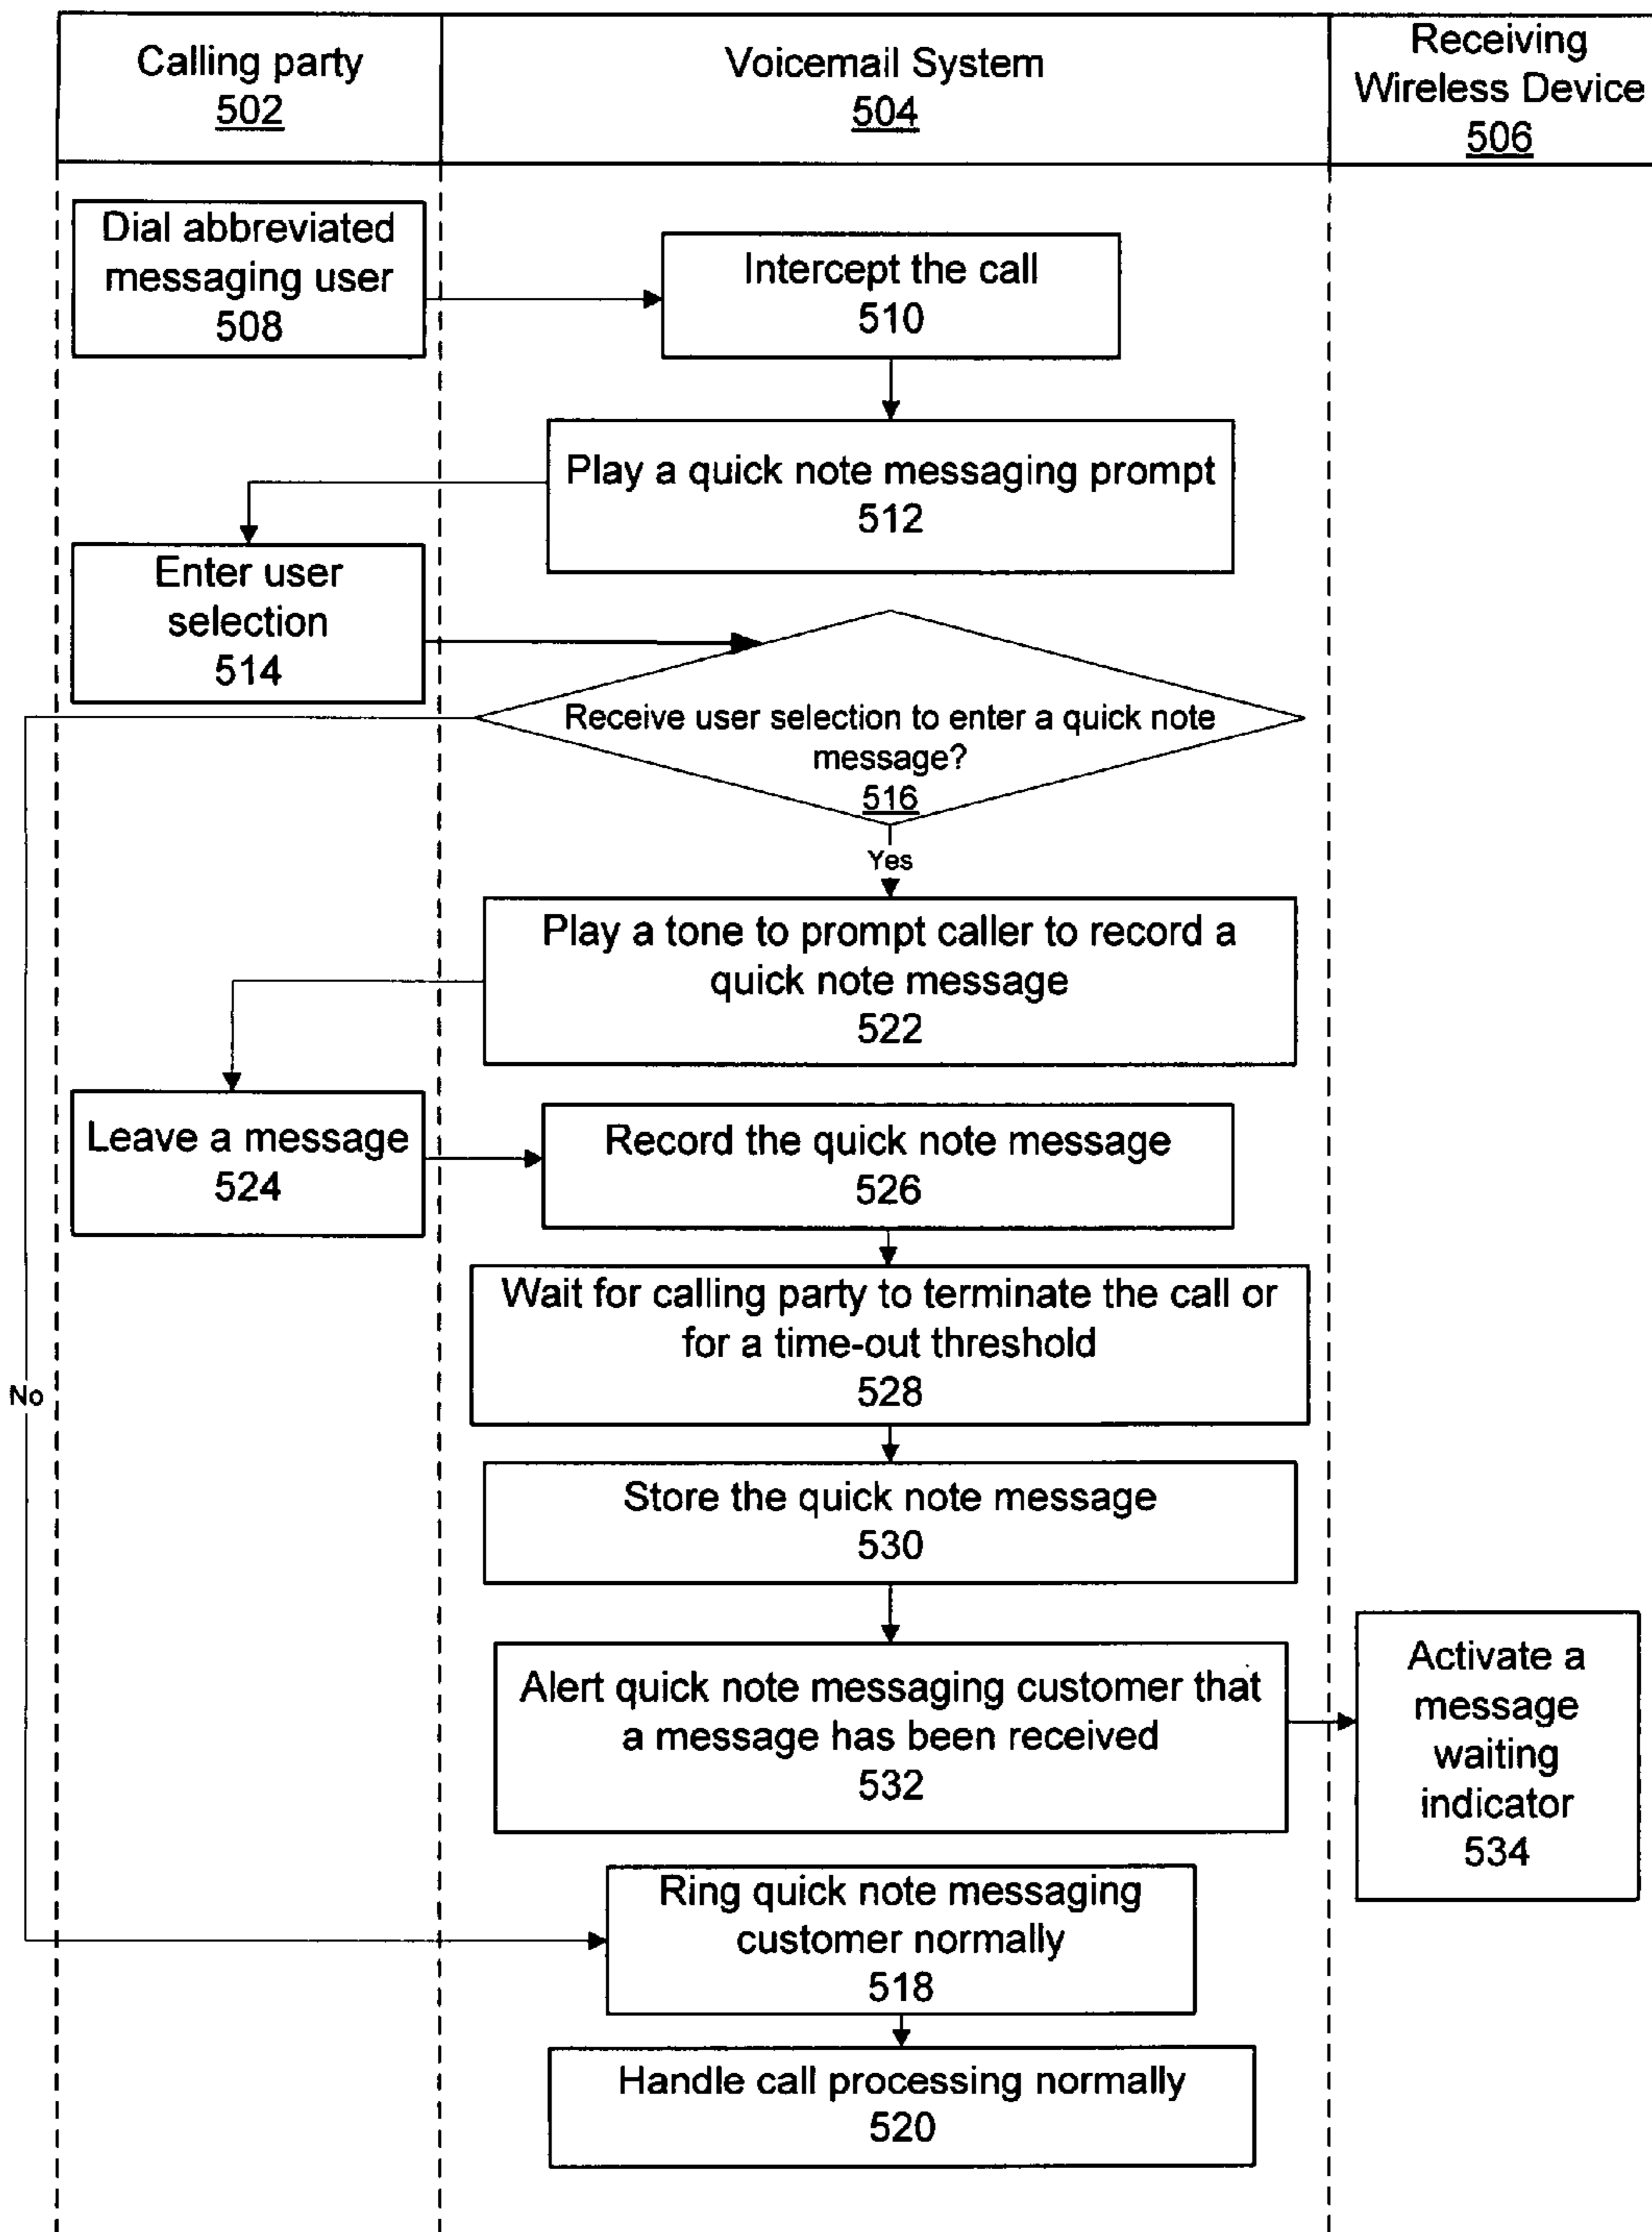 Calling party
502
Voicemail System
504
Receiving
Wireless Device
506
Dial abbreviated
messaging user
508
Intercept the call
510
Play a quick note messaging prompt
512
Enter user
selection
514
Receive user selection to enter a quick note
message?
516
Yes
Play a tone to prompt caller to record a
quick note message
522
Leave a message
524
Record the quick note message
526
Wait for calling party to terminate the call or
for a time-out threshold
528
No
Store the quick note message
530
Alert quick note messaging customer that
a message has been received
532
Activate a
message
waiting
indicator
534
Ring quick note messaging
customer normally
518
Handle call processing normally
520